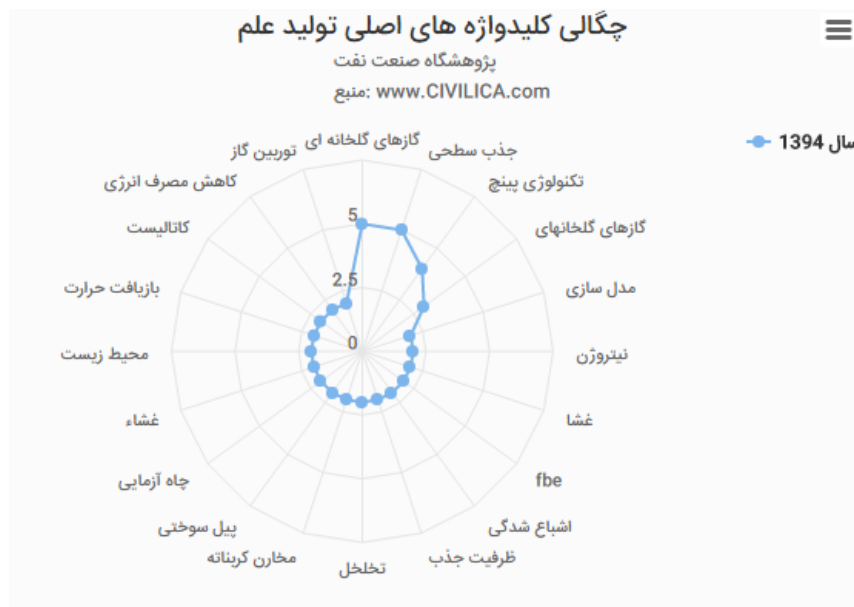 چگالی کلیدواژه های اصلی تولید علم
پژوهشگاه صنعت نفت
منبع: www.CIVILICA.com
سال 1394
گازهای گلخانه ای
جذب سطحی
تکنولوژی پینچ
گازهای گلخانهای
مدل سازی
نیتروژن
غشا
fbe
اشباع شدگی
ظرفیت جذب
تخلخل
مخازن کربناته
پیل سوختی
چاه آزمایی
غشاء
محیط زیست
بازیافت حرارت
کاتالیست
کاهش مصرف انرژی
توربین گاز
5
2.5
0